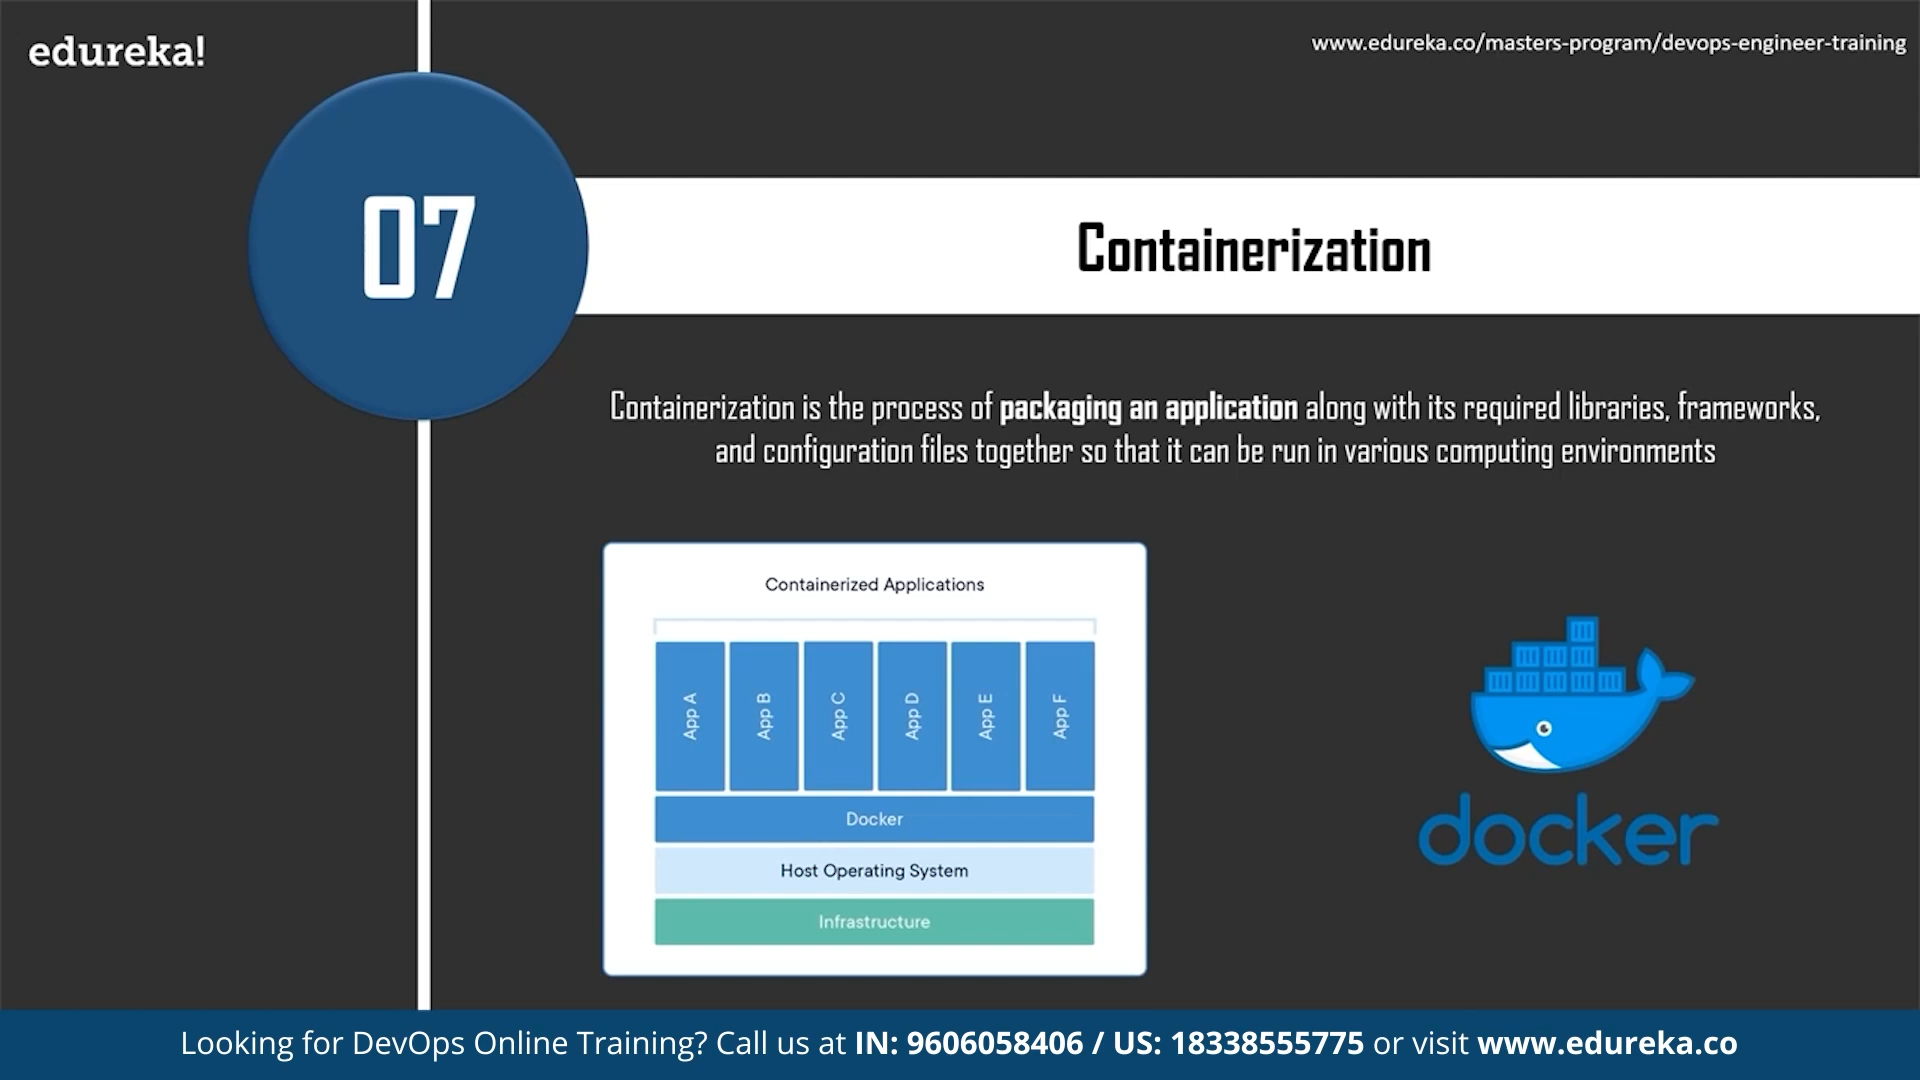 edureka!
www.edureka.co/masters-program/devops-engineer-training
07
Containerization
Containerization is the process of packaging an application along with its required libraries, frameworks,
and configuration files together so that it can be run in various computing environments
Containerized Applications
App A
App B
App C
App D
App E
App F
Docker
Host Operating System
Infrastructure
docker
Looking for DevOps Online Training? Call us at IN: 9606058406 / US: 18338555775 or visit www.edureka.co